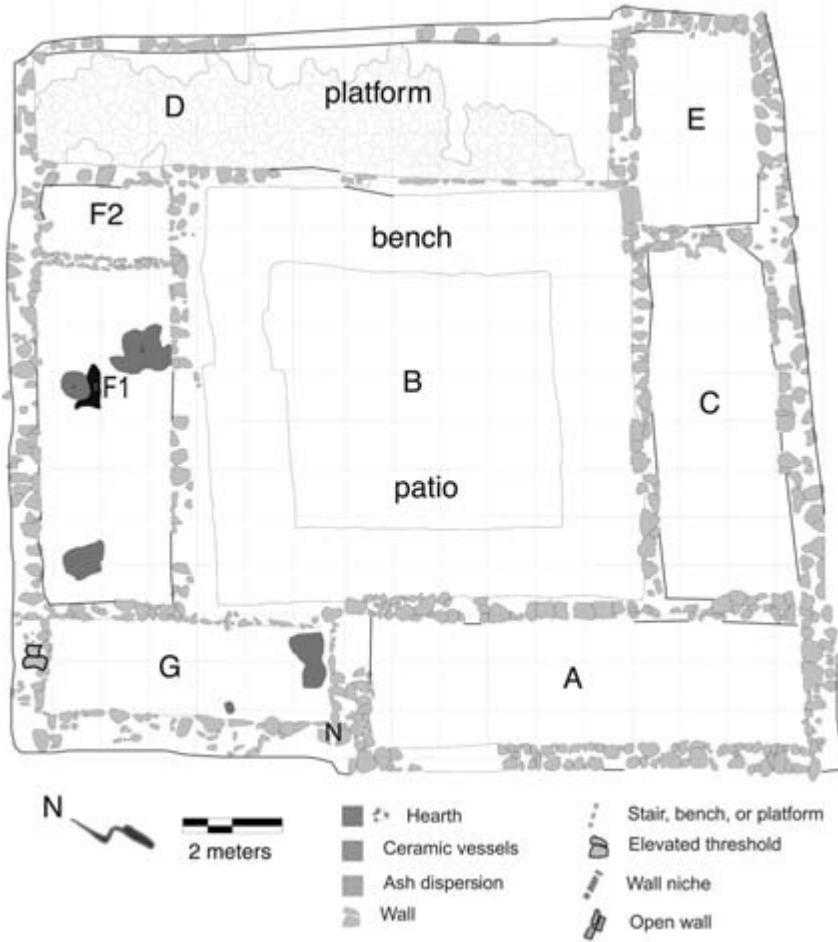 D
platform
E
F2
bench
F1
B
C
patio
G
A
N
N
2 meters
Hearth
Ceramic vessels
Ash dispersion
Wall
Stair, bench, or platform
Elevated threshold
Wall niche
Open wall